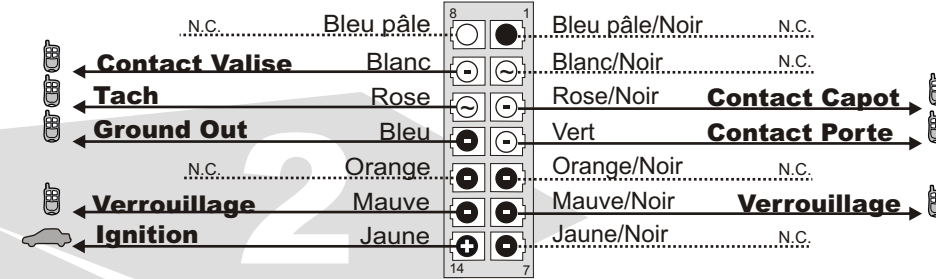 8 1
N.C. Bleu pâle Bleu pâle/Noir N.C.
Contact Valise Blanc Blanc/Noir N.C.
Tach Rose Rose/Noir Contact Capot
Ground Out Bleu Vert Contact Porte
N.C. Orange Orange/Noir N.C.
Verrouillage Mauve Mauve/Noir Verrouillage
Ignition Jaune Jaune/Noir N.C.
14 7
2